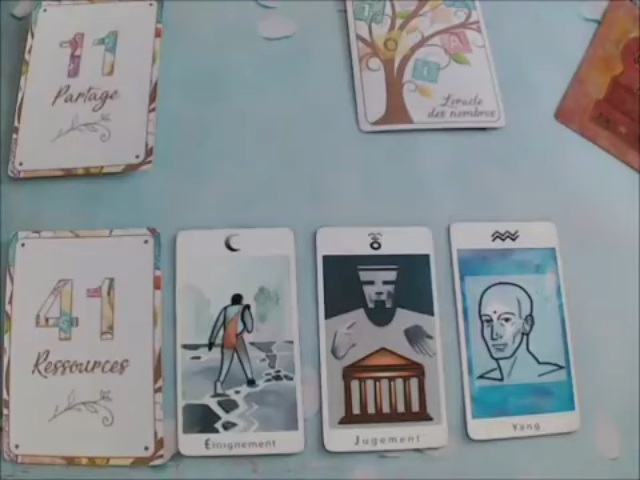 11
Partage
L'oracle
des nombres
41
Ressources
Éloignement
Jugement
Yang